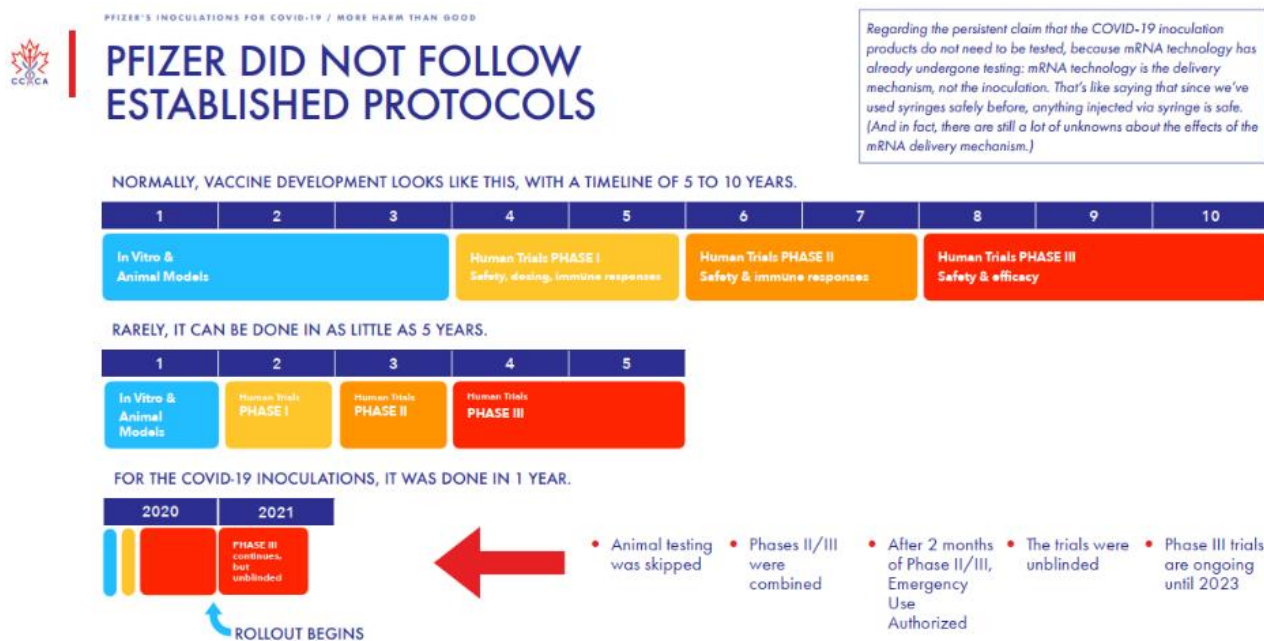 PFIZER'S INOCULATIONS FOR COVID-19 / MORE HARM THAN GOOD
CCCA
PFIZER DID NOT FOLLOW
ESTABLISHED PROTOCOLS
Regarding the persistent claim that the COVID-19 inoculation
products do not need to be tested, because mRNA technology has
already undergone testing: mRNA technology is the delivery
mechanism, not the inoculation. That's like saying that since we've
used syringes safely before, anything injected via syringe is safe.
(And in fact, there are still a lot of unknowns about the effects of the
mRNA delivery mechanism.)
NORMALLY, VACCINE DEVELOPMENT LOOKS LIKE THIS, WITH A TIMELINE OF 5 TO 10 YEARS.
1 2 3 4 5 6 7 8 9 10
In Vitro &
Animal Models
Human Trials PHASE I
Safety, dosing, immune responses
Human Trials PHASE II
Safety & immune responses
Human Trials PHASE III
Safety & efficacy
RARELY, IT CAN BE DONE IN AS LITTLE AS 5 YEARS.
1 2 3 4 5
In Vitro &
Animal
Models
Human Trials
PHASE I
Human Trials
PHASE II
Human Trials
PHASE III
FOR THE COVID-19 INOCULATIONS, IT WAS DONE IN 1 YEAR.
2020 2021
PHASE III
continues,
but
unblinded
ROLLOUT BEGINS
• Animal testing
was skipped
• Phases II/III
were
combined
• After 2 months
of Phase II/III,
Emergency
Use
Authorized
• The trials were
unblinded
• Phase III trials
are ongoing
until 2023